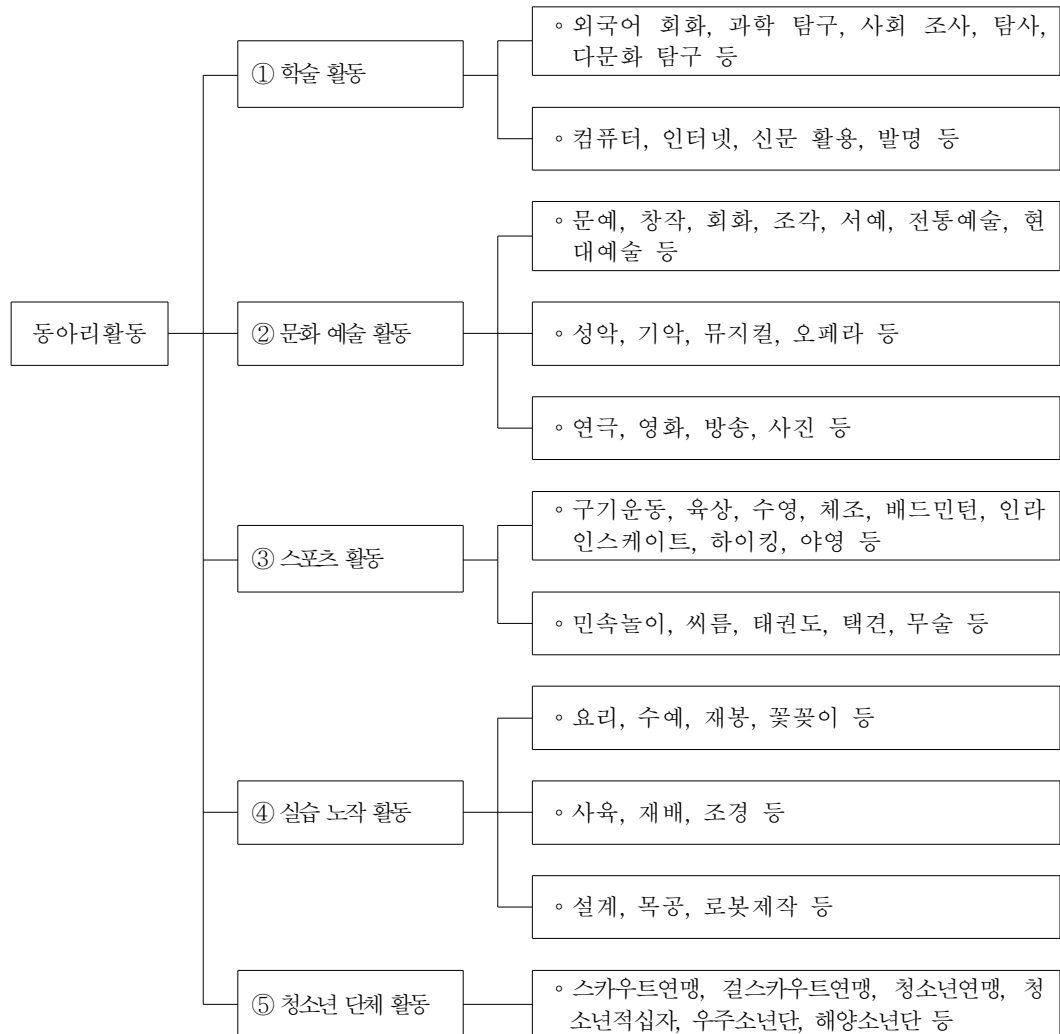 ◦외국어 회화, 과학 탐구, 사회 조사, 탐사,
다문화 탐구 등
① 학술 활동
◦컴퓨터, 인터넷, 신문 활용, 발명 등
◦문예, 창작, 회화, 조각, 서예, 전통예술, 현
대예술 등
동아리활동
② 문화 예술 활동
◦성악, 기악, 뮤지컬, 오페라 등
◦연극, 영화, 방송, 사진 등
◦구기운동, 육상, 수영, 체조, 배드민턴, 인라
인스케이트, 하이킹, 야영 등
③ 스포츠 활동
◦민속놀이, 씨름, 태권도, 택견, 무술 등
◦요리, 수예, 재봉, 꽃꽂이 등
④ 실습 노작 활동
◦사육, 재배, 조경 등
◦설계, 목공, 로봇제작 등
⑤ 청소년 단체 활동
◦스카우트연맹, 걸스카우트연맹, 청소년연맹, 청
소년적십자, 우주소년단, 해양소년단 등